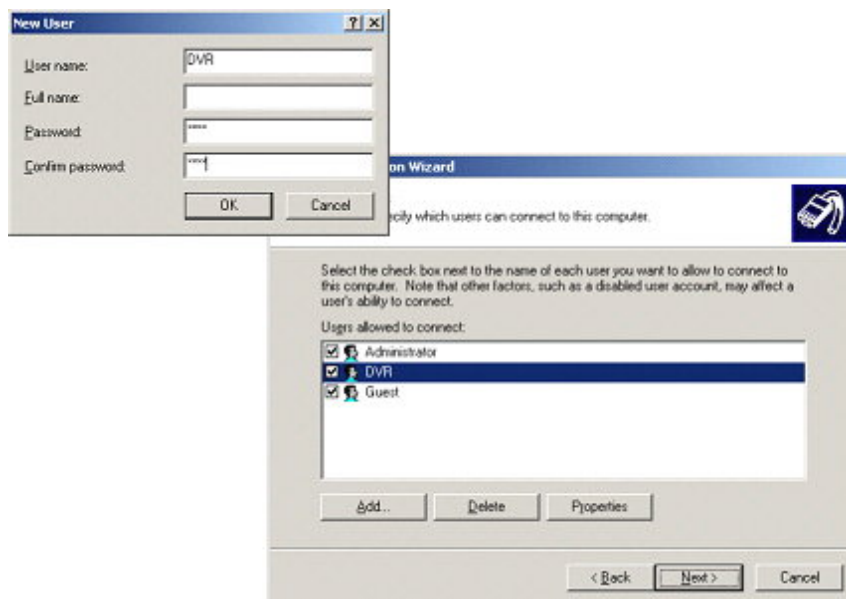 New User
User name:
DVR
Full name:
Password:
****
Confirm password:
****
OK
Cancel
on Wizard
ecify which users can connect to this computer.
Select the check box next to the name of each user you want to allow to connect to
this computer. Note that other factors, such as a disabled user account, may affect a
user's ability to connect.
Users allowed to connect:
Administrator
DVR
Guest
Add...
Delete
Properties
< Back
Next >
Cancel